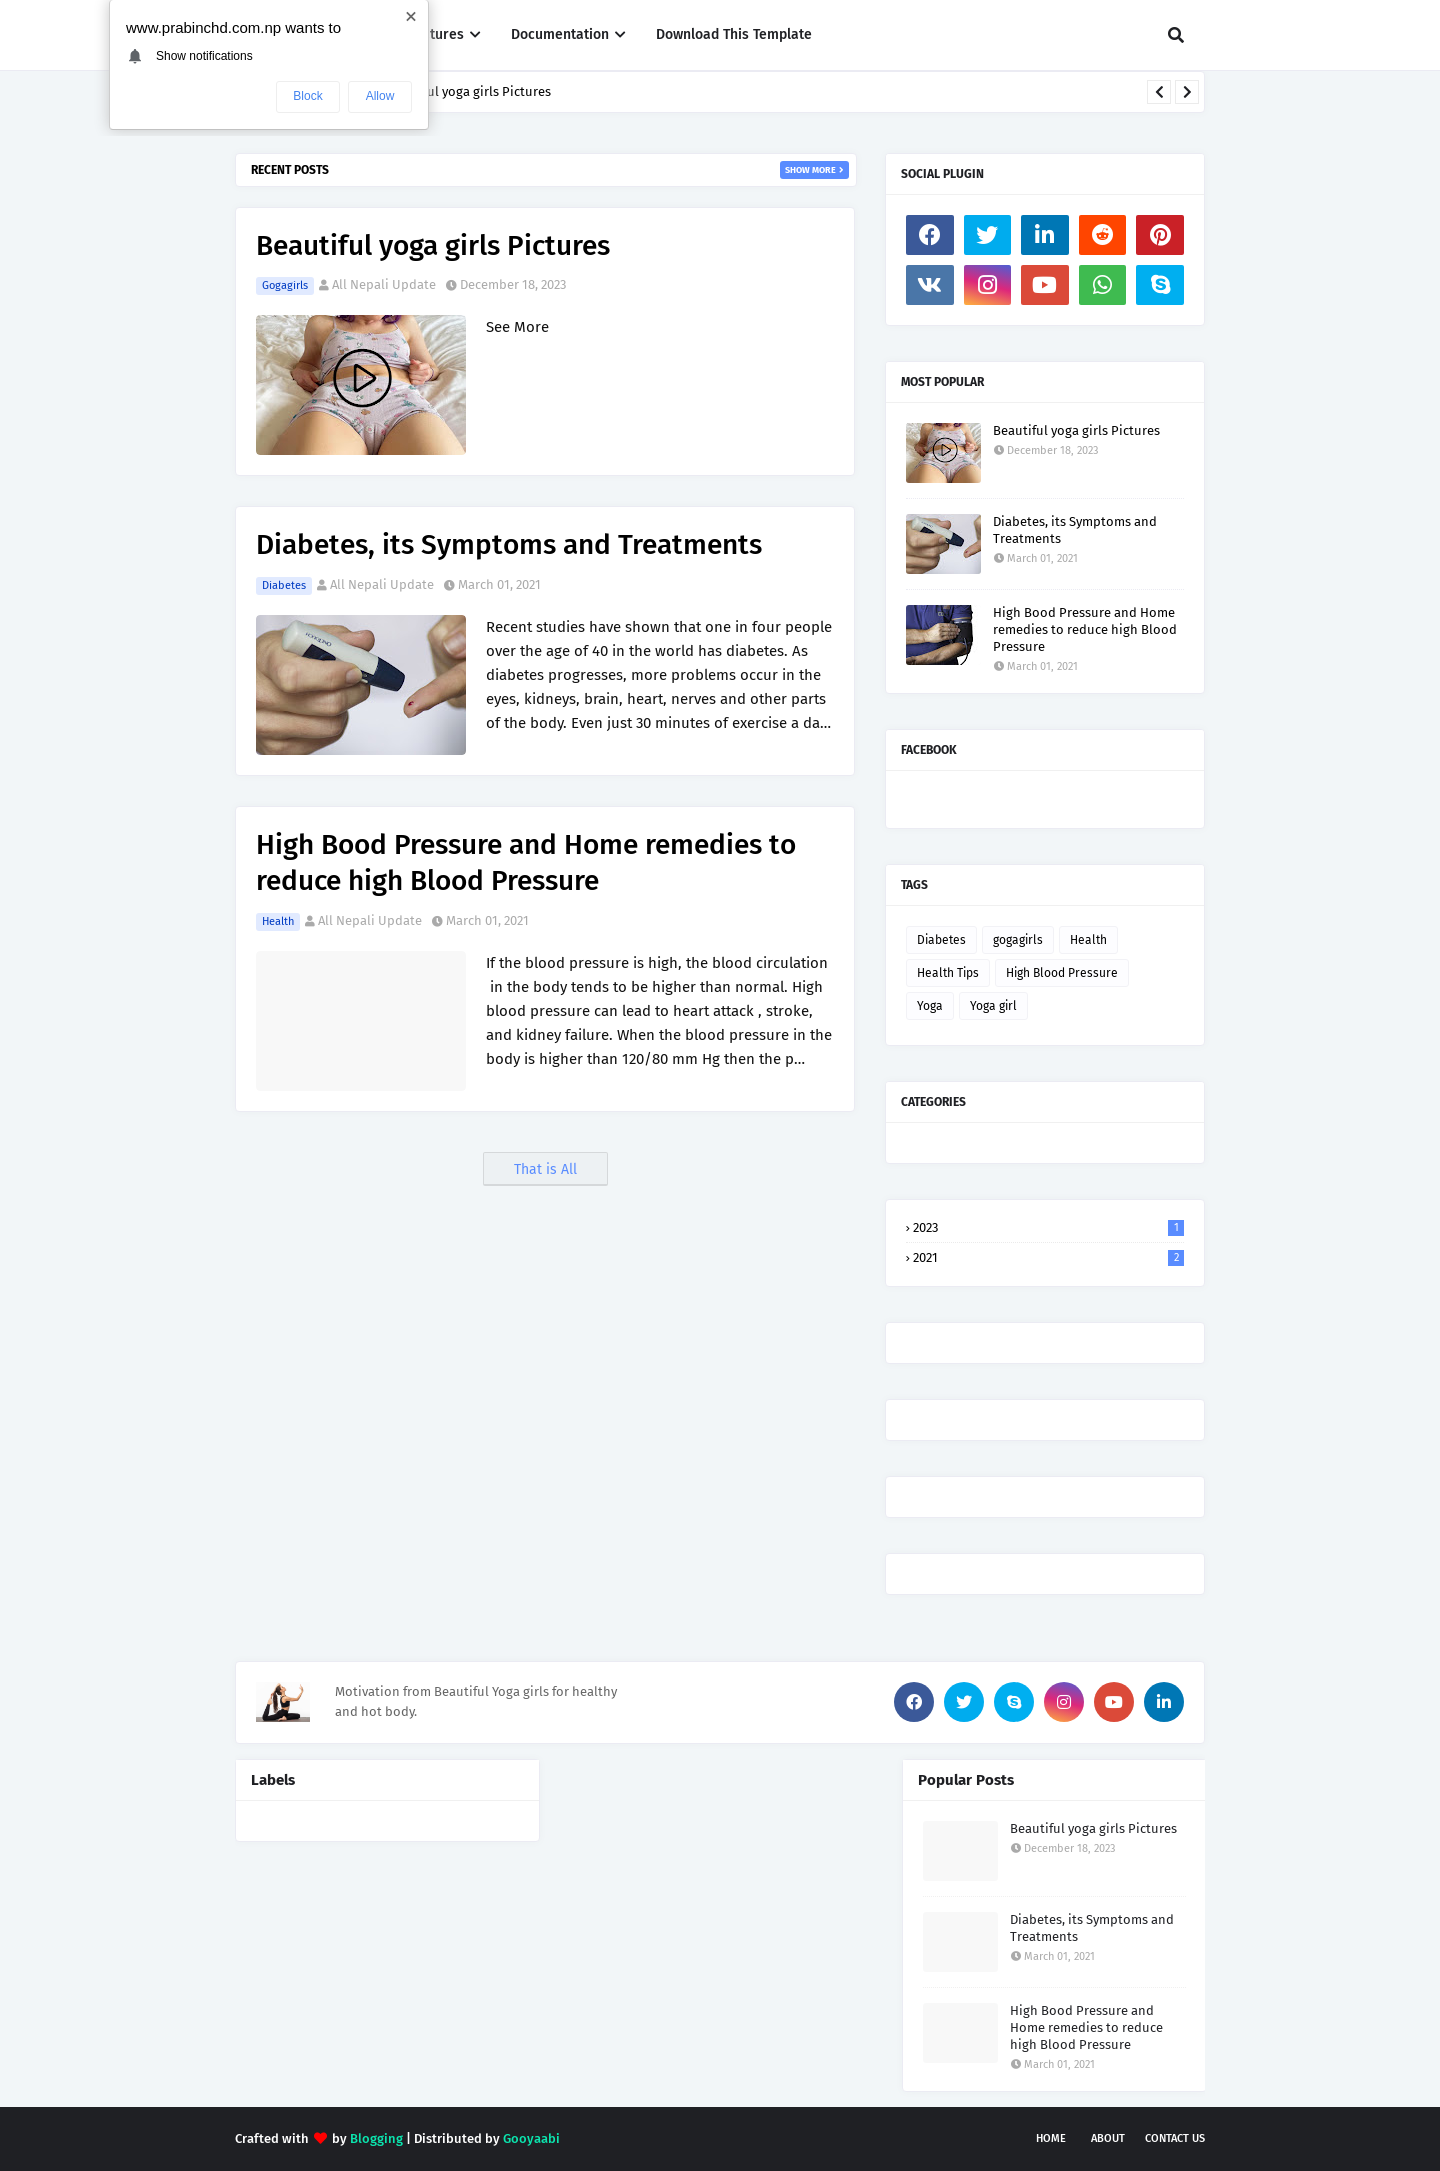 www.prabinchd.com.np wants to
Show notifications
Block Allow
tures Documentation Download This Template
ul yoga girls Pictures
RECENT POSTS
SHOW MORE
Beautiful yoga girls Pictures
Gogagirls All Nepali Update December 18, 2023
See More
Diabetes, its Symptoms and Treatments
Diabetes All Nepali Update March 01, 2021
Recent studies have shown that one in four people
over the age of 40 in the world has diabetes. As
diabetes progresses, more problems occur in the
eyes, kidneys, brain, heart, nerves and other parts
of the body. Even just 30 minutes of exercise a da...
High Bood Pressure and Home remedies to
reduce high Blood Pressure
Health All Nepali Update March 01, 2021
If the blood pressure is high, the blood circulation
in the body tends to be higher than normal. High
blood pressure can lead to heart attack , stroke,
and kidney failure. When the blood pressure in the
body is higher than 120/80 mm Hg then the p...
That is All
SOCIAL PLUGIN
MOST POPULAR
Beautiful yoga girls Pictures
December 18, 2023
Diabetes, its Symptoms and
Treatments
March 01, 2021
High Bood Pressure and Home
remedies to reduce high Blood
Pressure
March 01, 2021
FACEBOOK
TAGS
Diabetes gogagirls Health
Health Tips High Blood Pressure
Yoga Yoga girl
CATEGORIES
› 2023 1
› 2021 2
Motivation from Beautiful Yoga girls for healthy
and hot body.
Labels
Popular Posts
Beautiful yoga girls Pictures
December 18, 2023
Diabetes, its Symptoms and
Treatments
March 01, 2021
High Bood Pressure and
Home remedies to reduce
high Blood Pressure
March 01, 2021
Crafted with by Blogging | Distributed by Gooyaabi
HOME ABOUT CONTACT US